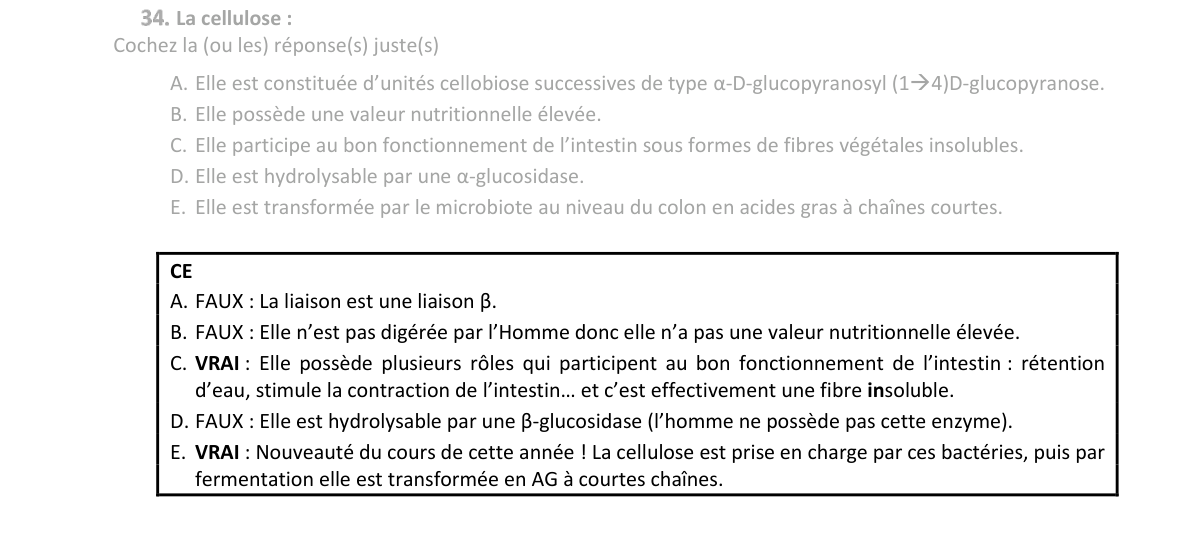 34. La cellulose :
Cochez la (ou les) réponse(s) juste(s)
A. Elle est constituée d’unités cellobiose successives de type α-D-glucopyranosyl (1→4)D-glucopyranose.
B. Elle possède une valeur nutritionnelle élevée.
C. Elle participe au bon fonctionnement de l’intestin sous formes de fibres végétales insolubles.
D. Elle est hydrolysable par une α-glucosidase.
E. Elle est transformée par le microbiote au niveau du colon en acides gras à chaînes courtes.
CE
A. FAUX : La liaison est une liaison β.
B. FAUX : Elle n’est pas digérée par l’Homme donc elle n’a pas une valeur nutritionnelle élevée.
C. VRAI : Elle possède plusieurs rôles qui participent au bon fonctionnement de l’intestin : rétention
d’eau, stimule la contraction de l’intestin… et c’est effectivement une fibre insoluble.
D. FAUX : Elle est hydrolysable par une β-glucosidase (l’homme ne possède pas cette enzyme).
E. VRAI : Nouveauté du cours de cette année ! La cellulose est prise en charge par ces bactéries, puis par
fermentation elle est transformée en AG à courtes chaînes.